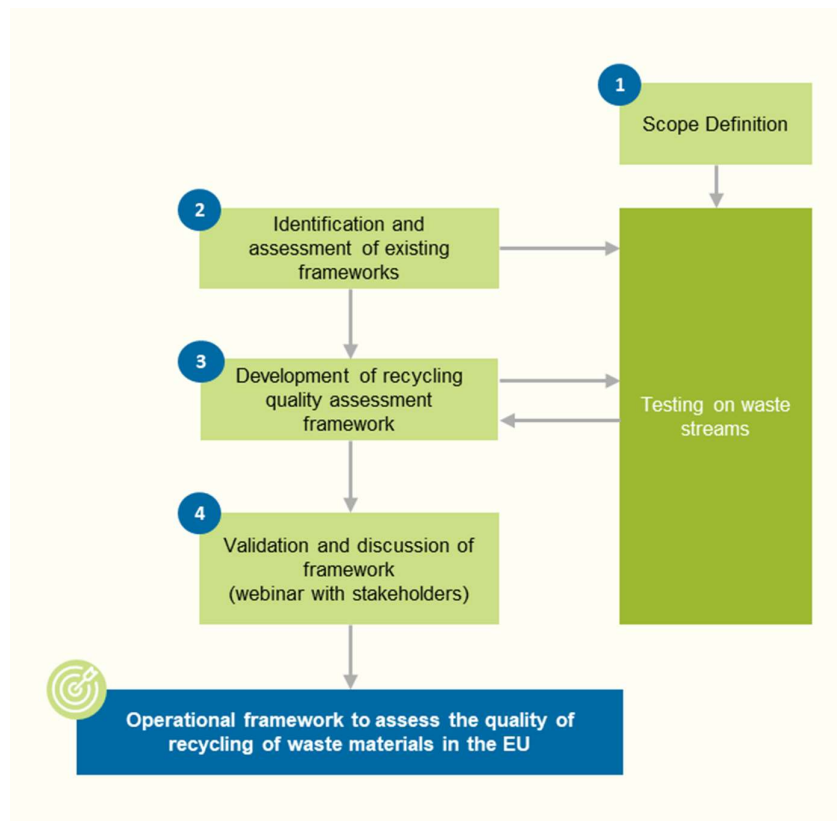 1
Scope Definition
2
Identification and
assessment of existing
frameworks
3
Development of recycling
quality assessment
framework
Testing on waste
streams
4
Validation and discussion of
framework
(webinar with stakeholders)
Operational framework to assess the quality of
recycling of waste materials in the EU